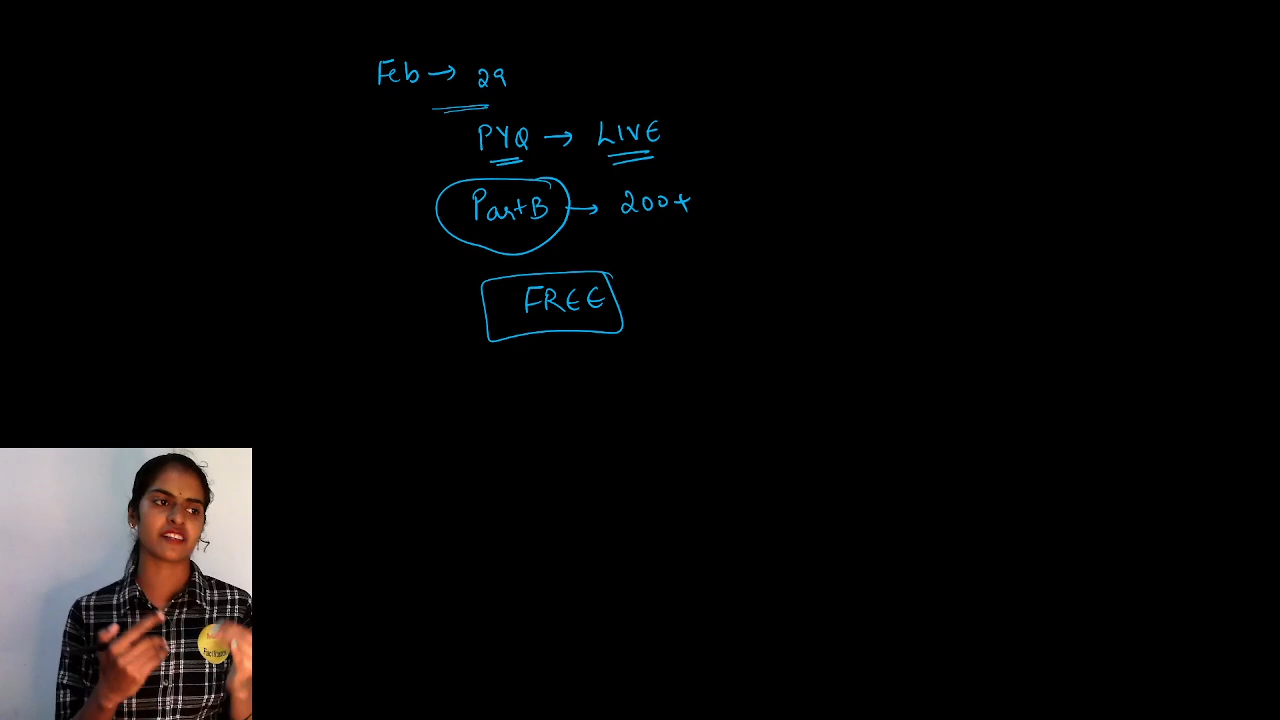 Feb → 29
PYQ → LIVE
Part B → 200+
FREE